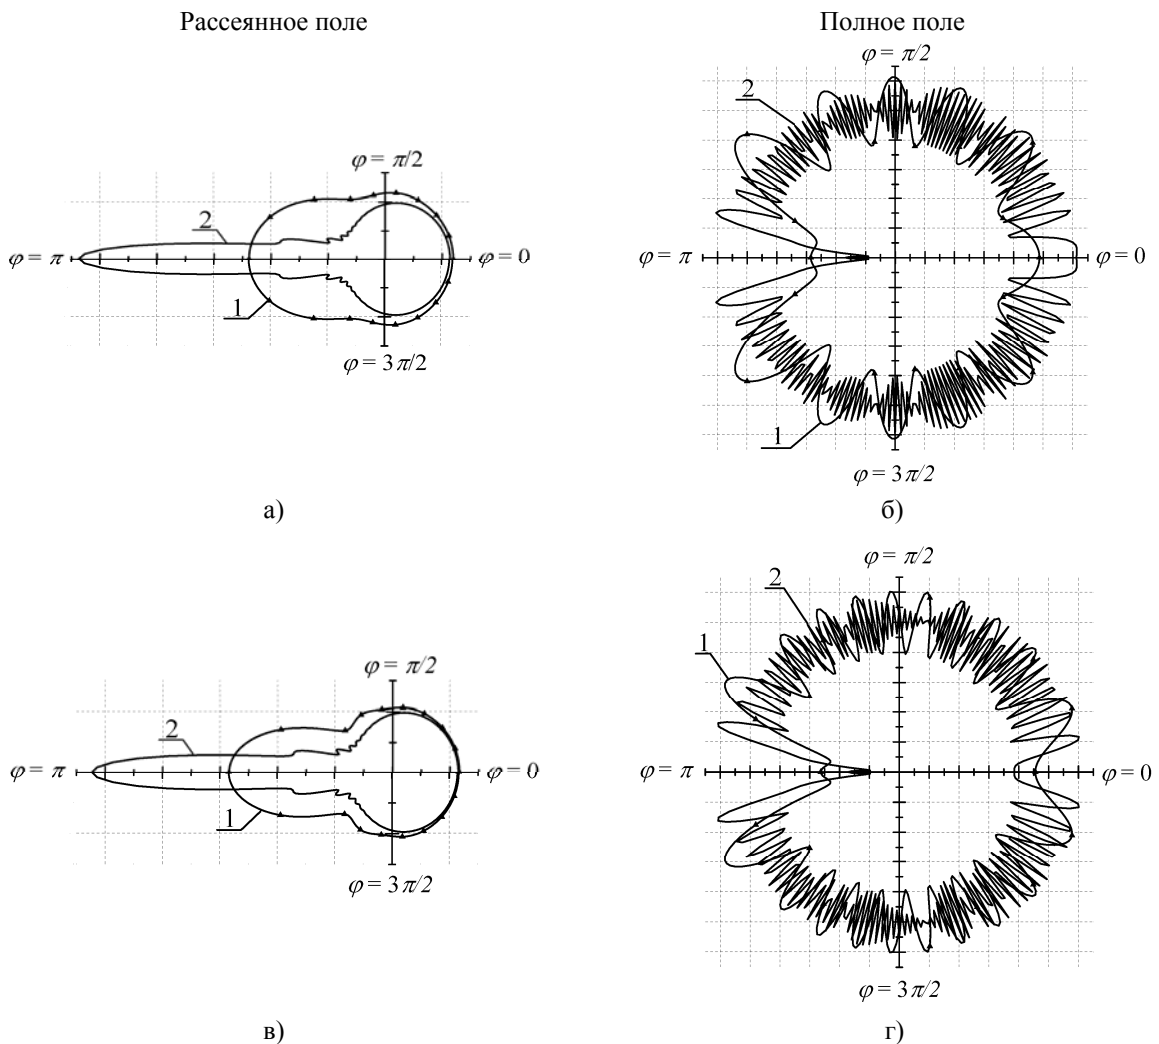 Рассеянное поле
Полное поле
φ = π/2
2
1
φ = π
φ = 0
φ = 3π/2
а)
φ = π/2
2
1
φ = π
φ = 0
φ = 3π/2
б)
φ = π/2
2
1
φ = π
φ = 0
φ = 3π/2
в)
φ = π/2
2
1
φ = π
φ = 0
φ = 3π/2
г)